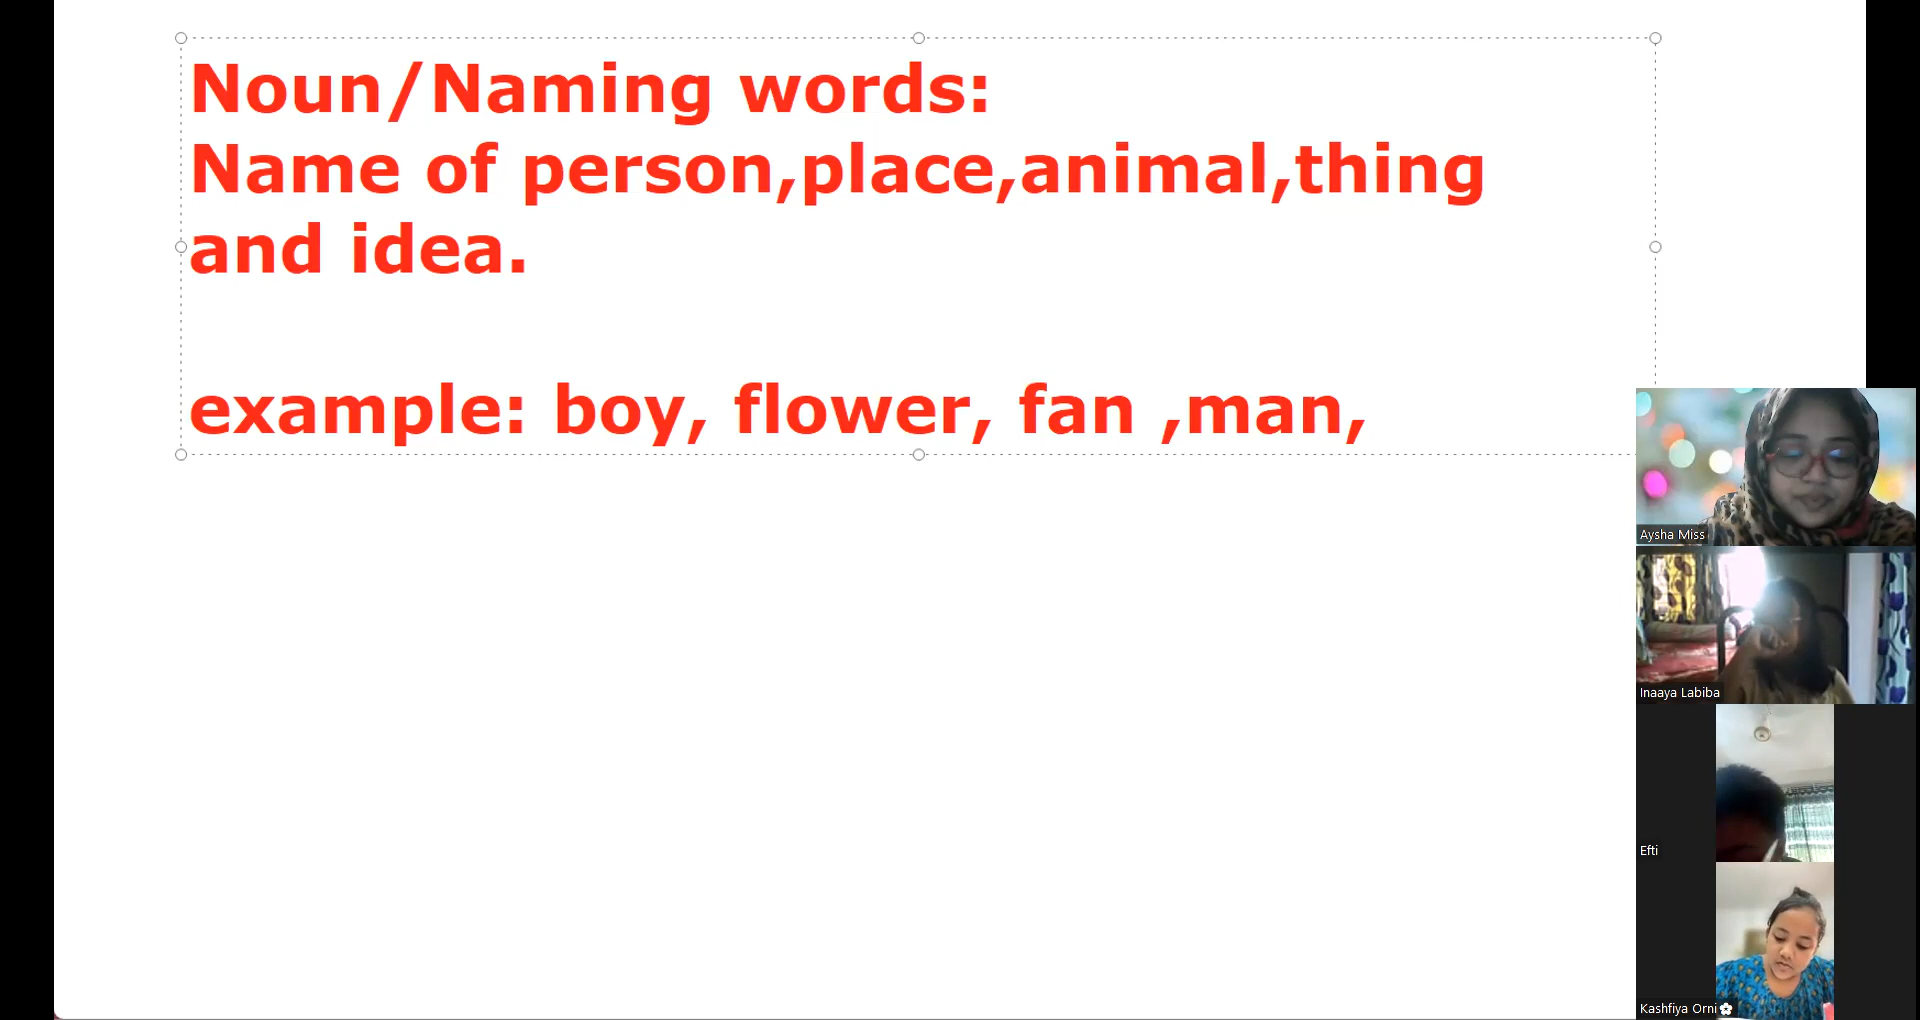 Noun/Naming words:
Name of person,place,animal,thing
and idea.
example: boy, flower, fan ,man,
Aysha Miss
Inaaya Labiba
Efti
Kashfiya Orni